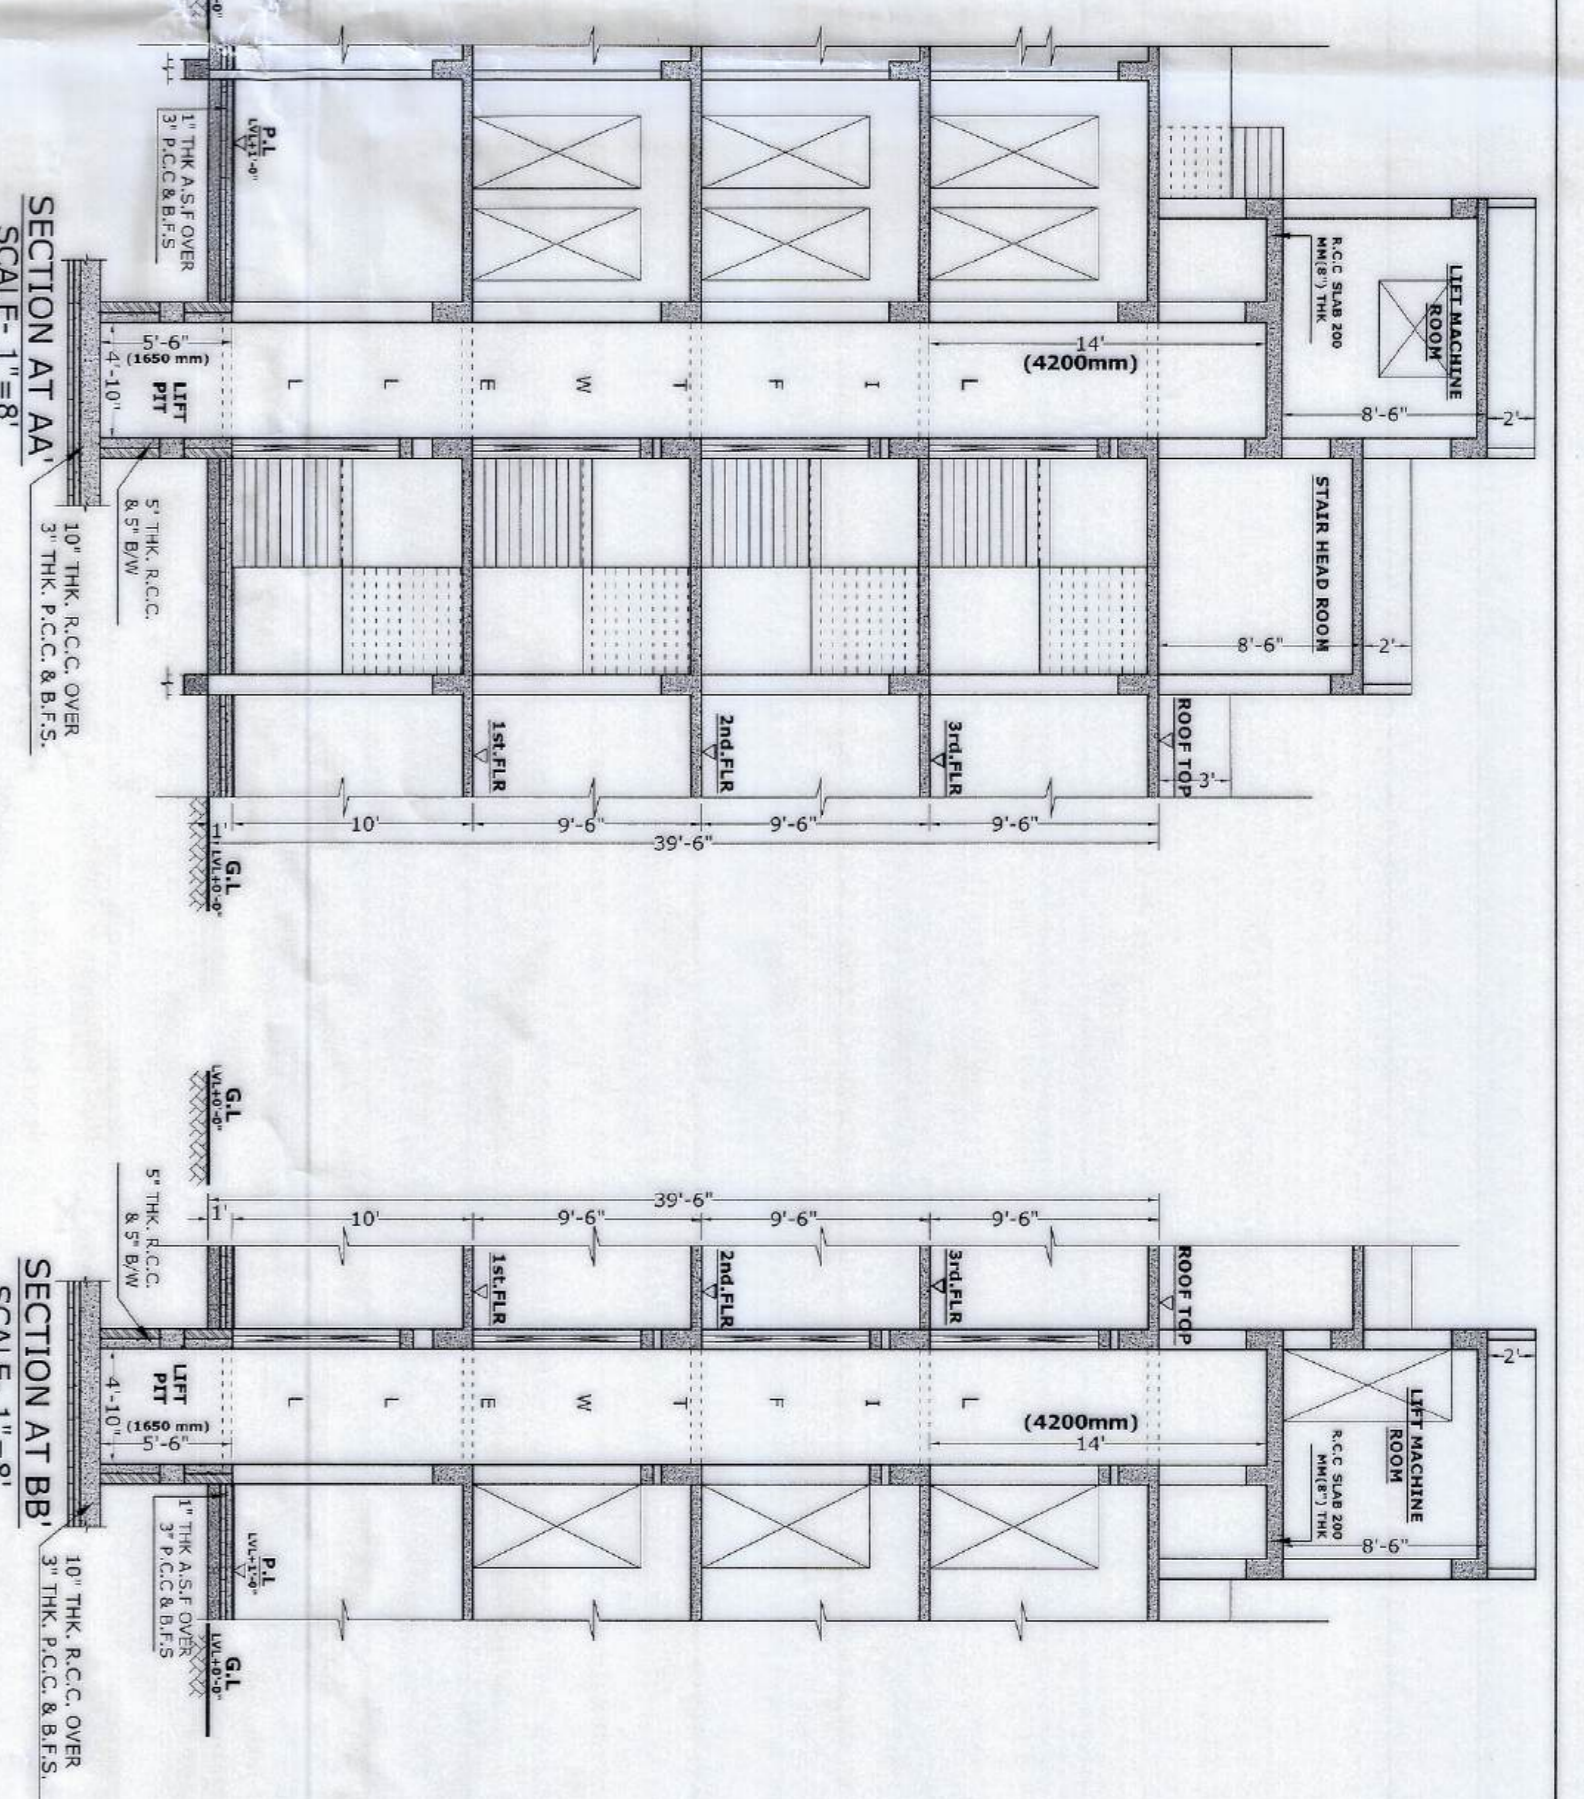 LIFT MACHINE
ROOM
R.C.C SLAB 200
MM(8") THK
2'
8'-6"
14'
(4200mm)
STAIR HEAD ROOM
8'-6"
2'
ROOF TOP
3'
3rd.FLR
2nd.FLR
1st.FLR
9'-6"
9'-6"
9'-6"
10'
1'
39'-6"
G.L
LVL+0'-0"
L I F T W E L L
P.L
LVL+1'-0"
1" THK A.S.F OVER
3" P.C.C & B.F.S
5'-6"
(1650 mm)
4'-10"
LIFT
PIT
5" THK. R.C.C.
& 5" B/W
10" THK. R.C.C. OVER
3" THK. P.C.C. & B.F.S.
SECTION AT AA'
SCALE- 1"=8'
LIFT MACHINE
ROOM
R.C.C SLAB 200
MM(8") THK
2'
8'-6"
(4200mm)
14'
ROOF TOP
3rd.FLR
2nd.FLR
1st.FLR
9'-6"
9'-6"
9'-6"
10'
1'
39'-6"
G.L
LVL+0'-0"
L I F T W E L L
P.L
LVL+1'-0"
G.L
LVL+0'-0"
1" THK A.S.F OVER
3" P.C.C & B.F.S
LIFT
PIT
(1650 mm)
5'-6"
4'-10"
5" THK. R.C.C.
& 5" B/W
10" THK. R.C.C. OVER
3" THK. P.C.C. & B.F.S.
SECTION AT BB'
SCALE- 1"=8'